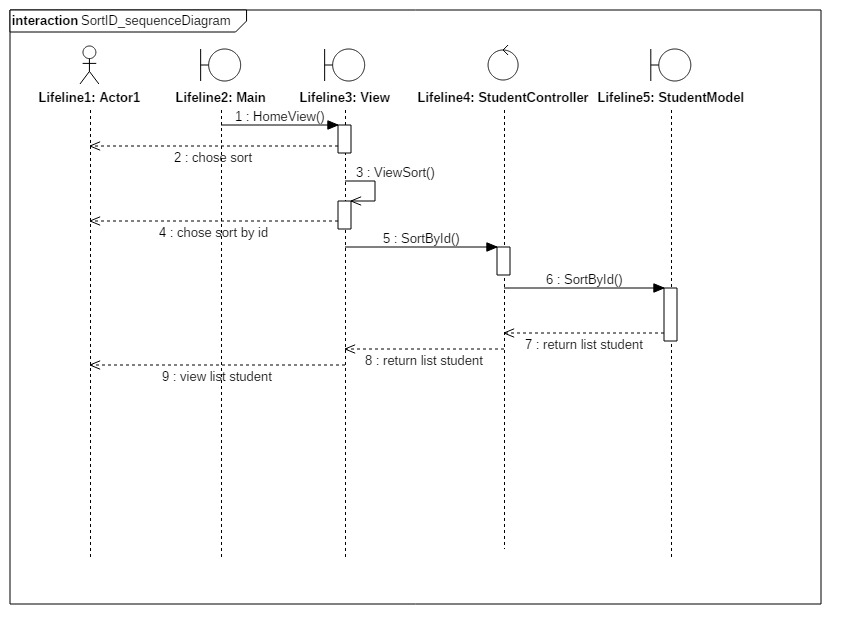 interaction SortID_sequenceDiagram
Lifeline1: Actor1
Lifeline2: Main
Lifeline3: View
Lifeline4: StudentController
Lifeline5: StudentModel
1 : HomeView()
2 : chose sort
3 : ViewSort()
4 : chose sort by id
5 : SortById()
6 : SortById()
7 : return list student
8 : return list student
9 : view list student